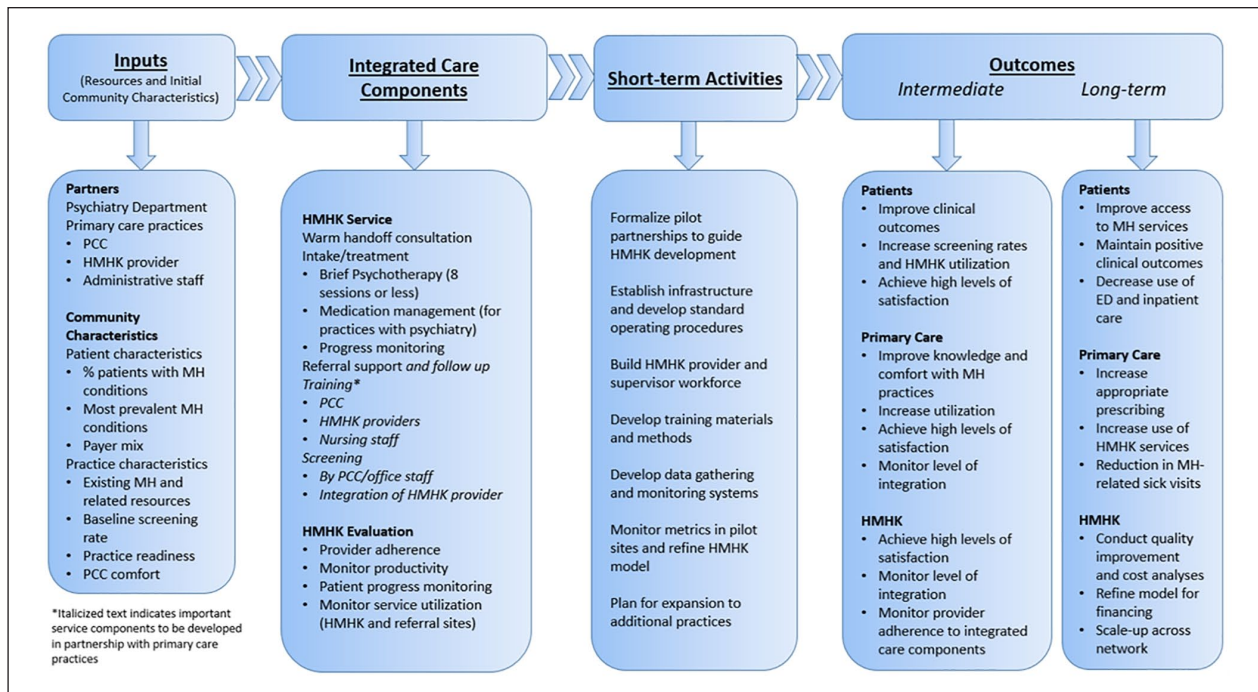 Inputs
(Resources and Initial
Community Characteristics)
Integrated Care
Components
Short-term Activities
Outcomes
Intermediate
Long-term
Partners
Psychiatry Department
Primary care practices
• PCC
• HMHK provider
• Administrative staff
Community
Characteristics
Patient characteristics
• % patients with MH
conditions
• Most prevalent MH
conditions
• Payer mix
Practice characteristics
• Existing MH and
related resources
• Baseline screening
rate
• Practice readiness
• PCC comfort
*Italicized text indicates important
service components to be developed
in partnership with primary care
practices
HMHK Service
Warm handoff consultation
Intake/treatment
• Brief Psychotherapy (8
sessions or less)
• Medication management (for
practices with psychiatry)
• Progress monitoring
Referral support and follow up
Training*
• PCC
• HMHK providers
• Nursing staff
Screening
• By PCC/office staff
• Integration of HMHK provider
HMHK Evaluation
• Provider adherence
• Monitor productivity
• Patient progress monitoring
• Monitor service utilization
(HMHK and referral sites)
Formalize pilot
partnerships to guide
HMHK development
Establish infrastructure
and develop standard
operating procedures
Build HMHK provider and
supervisor workforce
Develop training materials
and methods
Develop data gathering
and monitoring systems
Monitor metrics in pilot
sites and refine HMHK
model
Plan for expansion to
additional practices
Patients
• Improve clinical
outcomes
• Increase screening rates
and HMHK utilization
• Achieve high levels of
satisfaction
Primary Care
• Improve knowledge and
comfort with MH
practices
• Increase utilization
• Achieve high levels of
satisfaction
• Monitor level of
integration
HMHK
• Achieve high levels of
satisfaction
• Monitor level of
integration
• Monitor provider
adherence to integrated
care components
Patients
• Improve access
to MH services
• Maintain positive
clinical outcomes
• Decrease use of
ED and inpatient
care
Primary Care
• Increase
appropriate
prescribing
• Increase use of
HMHK services
• Reduction in MH-
related sick visits
HMHK
• Conduct quality
improvement
and cost analyses
• Refine model for
financing
• Scale-up across
network